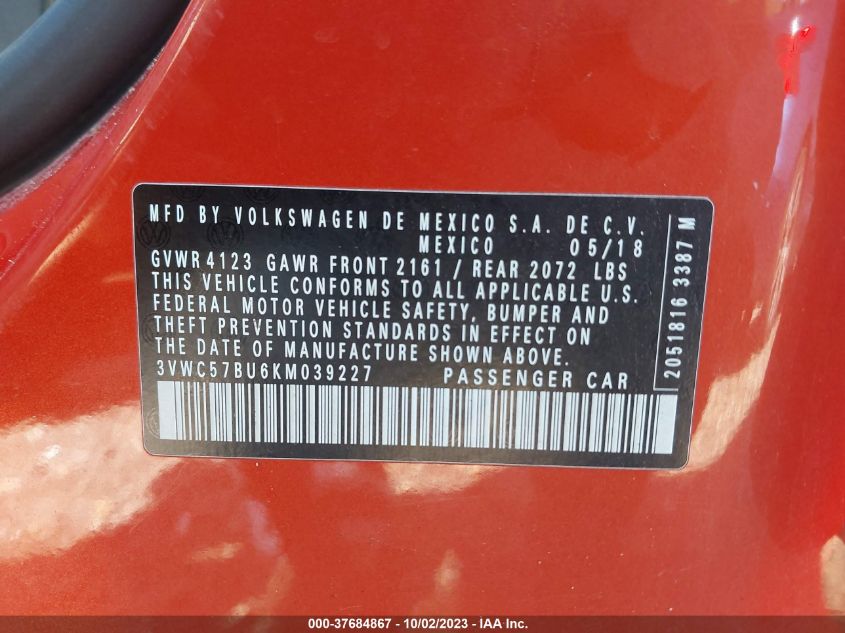 MFD BY VOLKSWAGEN DE MEXICO S.A. DE C.V.
MEXICO 05/18
GVWR 4123 GAWR FRONT 2161 / REAR 2072 LBS
THIS VEHICLE CONFORMS TO ALL APPLICABLE U.S.
FEDERAL MOTOR VEHICLE SAFETY, BUMPER AND
THEFT PREVENTION STANDARDS IN EFFECT ON
THE DATE OF MANUFACTURE SHOWN ABOVE.
3VWC57BU6KM039227 PASSENGER CAR
2051816 3387 M
000-37684867 - 10/02/2023 - IAA Inc.